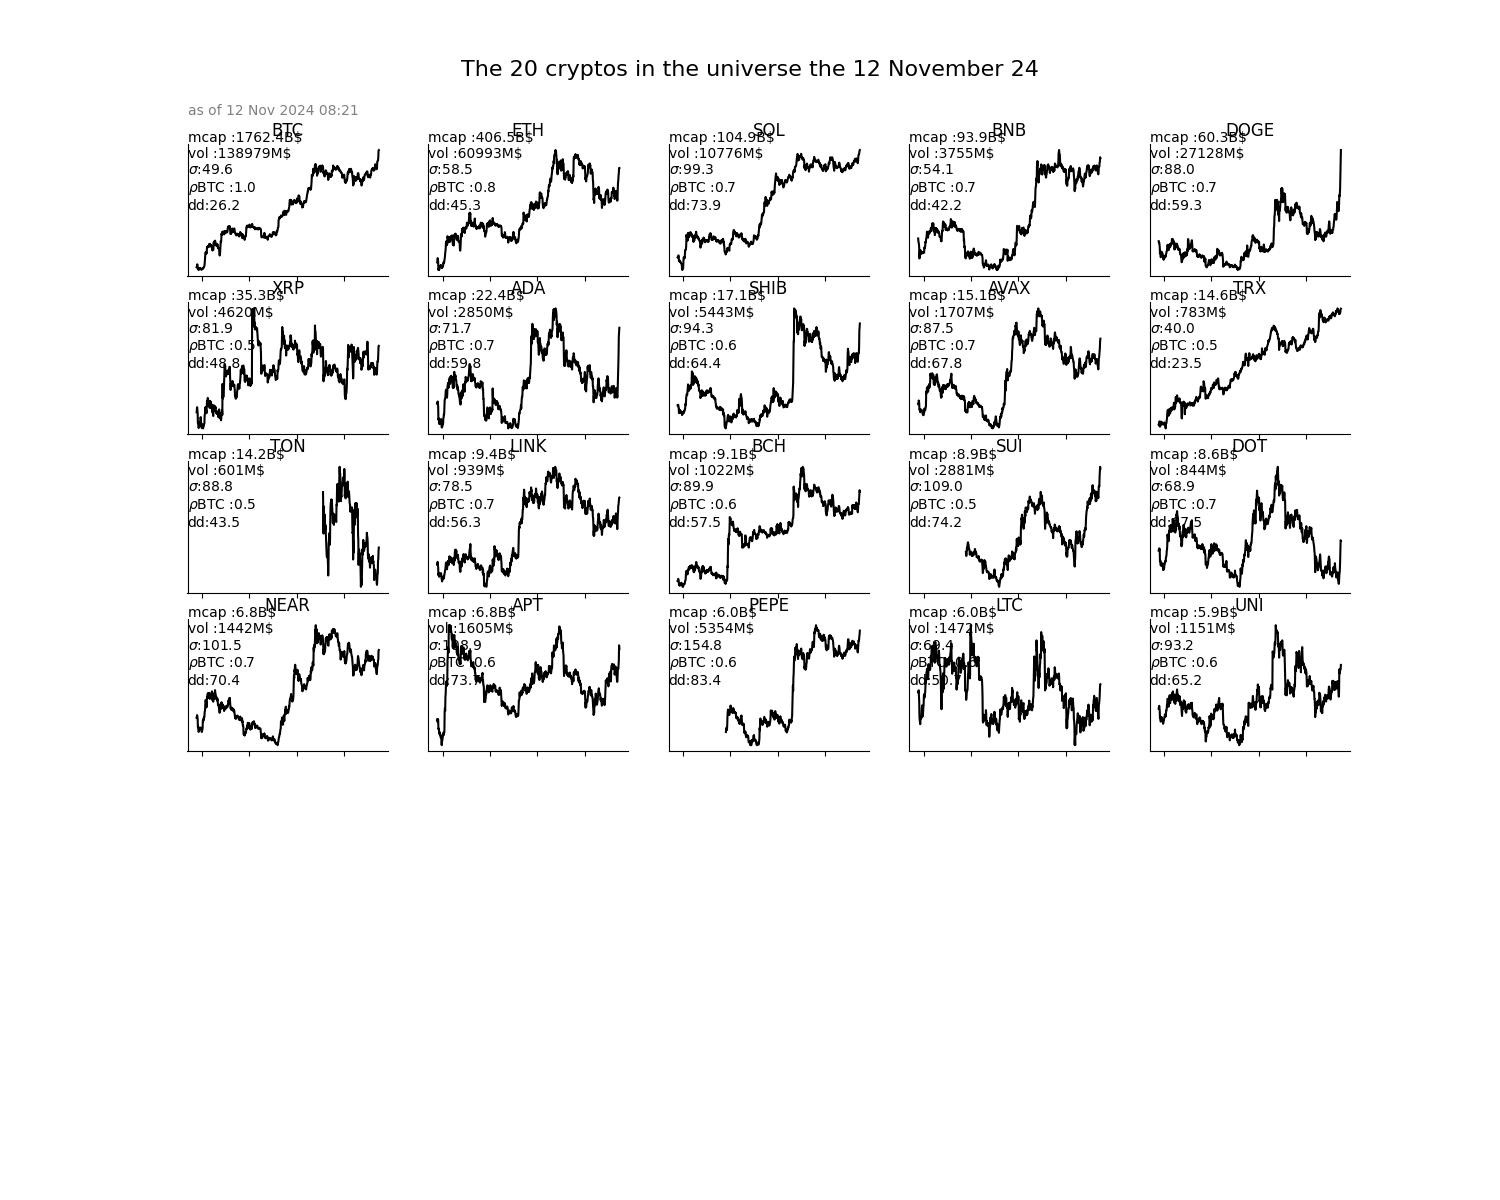 The 20 cryptos in the universe the 12 November 24
as of 12 Nov 2024 08:21
BTC
mcap :1762.4B$
vol :138979M$
σ:49.6
ρBTC :1.0
dd:26.2
ETH
mcap :406.5B$
vol :60993M$
σ:58.5
ρBTC :0.8
dd:45.3
SOL
mcap :104.9B$
vol :10776M$
σ:99.3
ρBTC :0.7
dd:73.9
BNB
mcap :93.9B$
vol :3755M$
σ:54.1
ρBTC :0.7
dd:42.2
DOGE
mcap :60.3B$
vol :27128M$
σ:88.0
ρBTC :0.7
dd:59.3
XRP
mcap :35.3B$
vol :4620M$
σ:81.9
ρBTC :0.5
dd:48.8
ADA
mcap :22.4B$
vol :2850M$
σ:71.7
ρBTC :0.7
dd:59.8
SHIB
mcap :17.1B$
vol :5443M$
σ:94.3
ρBTC :0.6
dd:64.4
AVAX
mcap :15.1B$
vol :1707M$
σ:87.5
ρBTC :0.7
dd:67.8
TRX
mcap :14.6B$
vol :783M$
σ:40.0
ρBTC :0.5
dd:23.5
TON
mcap :14.2B$
vol :601M$
σ:88.8
ρBTC :0.5
dd:43.5
LINK
mcap :9.4B$
vol :939M$
σ:78.5
ρBTC :0.7
dd:56.3
BCH
mcap :9.1B$
vol :1022M$
σ:89.9
ρBTC :0.6
dd:57.5
SUI
mcap :8.9B$
vol :2881M$
σ:109.0
ρBTC :0.5
dd:74.2
DOT
mcap :8.6B$
vol :844M$
σ:68.9
ρBTC :0.7
NEAR
mcap :6.8B$
vol :1442M$
σ:101.5
ρBTC :0.7
dd:70.4
APT
mcap :6.8B$
vol :1605M$
ρBTC :0.6
PEPE
mcap :6.0B$
vol :5354M$
σ:154.8
ρBTC :0.6
dd:83.4
LTC
mcap :6.0B$
vol :1472M$
UNI
mcap :5.9B$
vol :1151M$
σ:93.2
ρBTC :0.6
dd:65.2